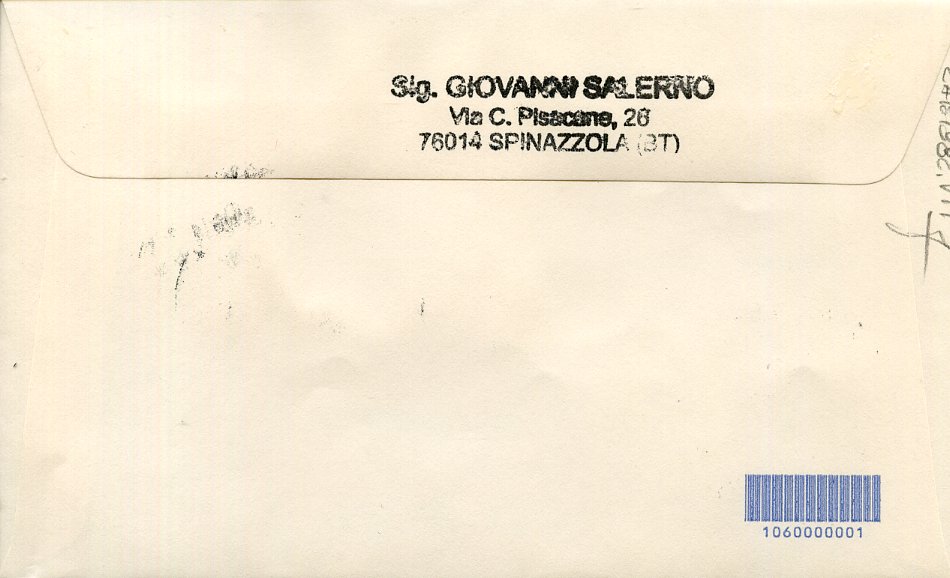 Sig. GIOVANNI SALERNO
Via C. Pisacane, 26
76014 SPINAZZOLA (BT)
1060000001